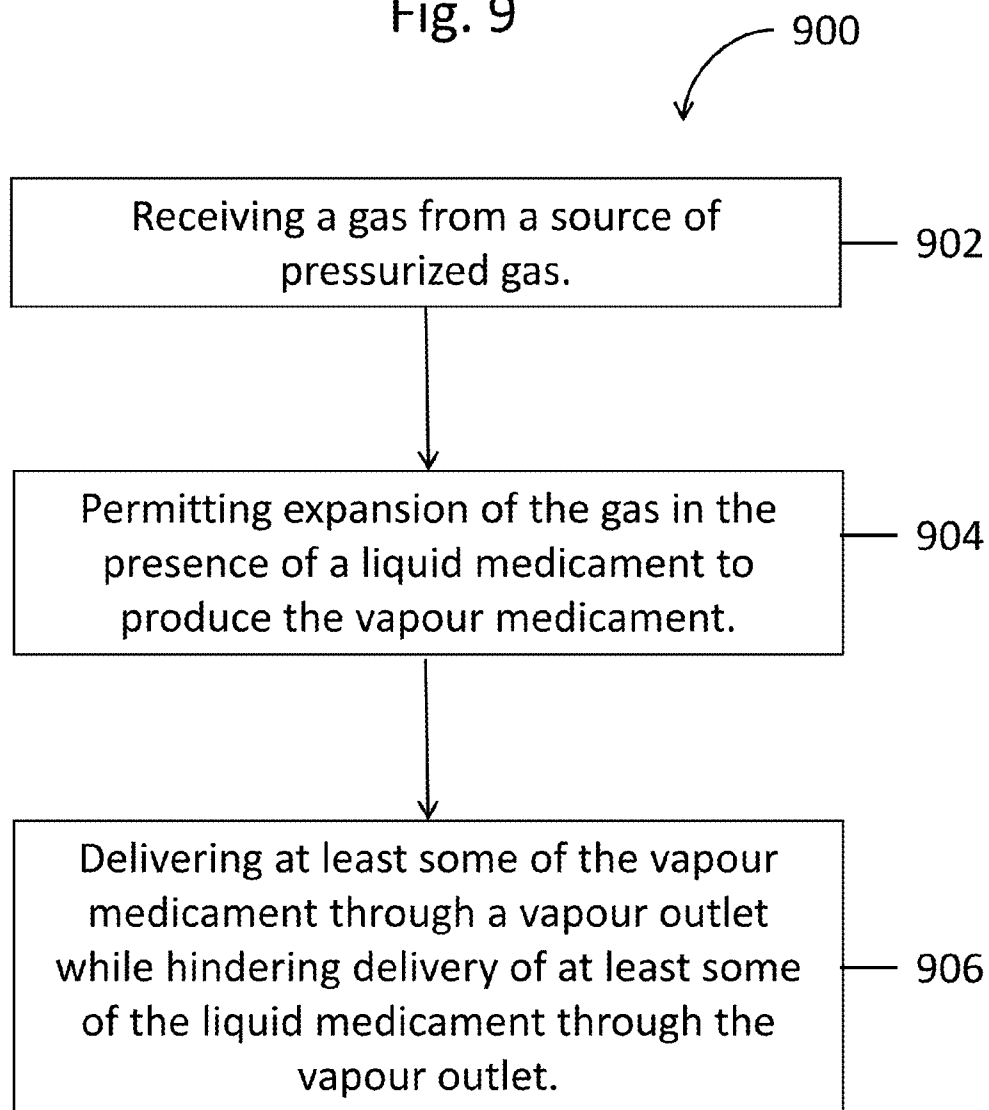 Fig. 9
900
Receiving a gas from a source of
pressurized gas.
902
Permitting expansion of the gas in the
presence of a liquid medicament to
produce the vapour medicament.
904
Delivering at least some of the vapour
medicament through a vapour outlet
while hindering delivery of at least some
of the liquid medicament through the
vapour outlet.
906